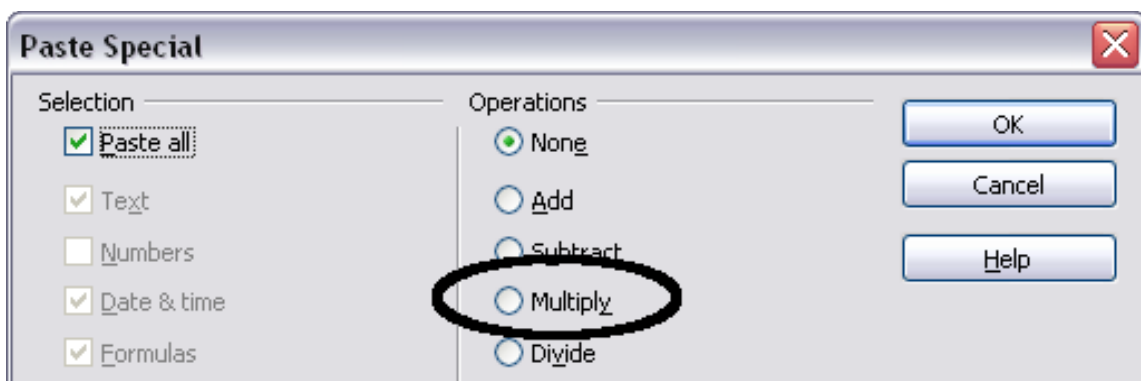 Paste Special
Selection
Paste all
Text
Numbers
Date & time
Formulas
Operations
None
Add
Subtract
Multiply
Divide
OK
Cancel
Help